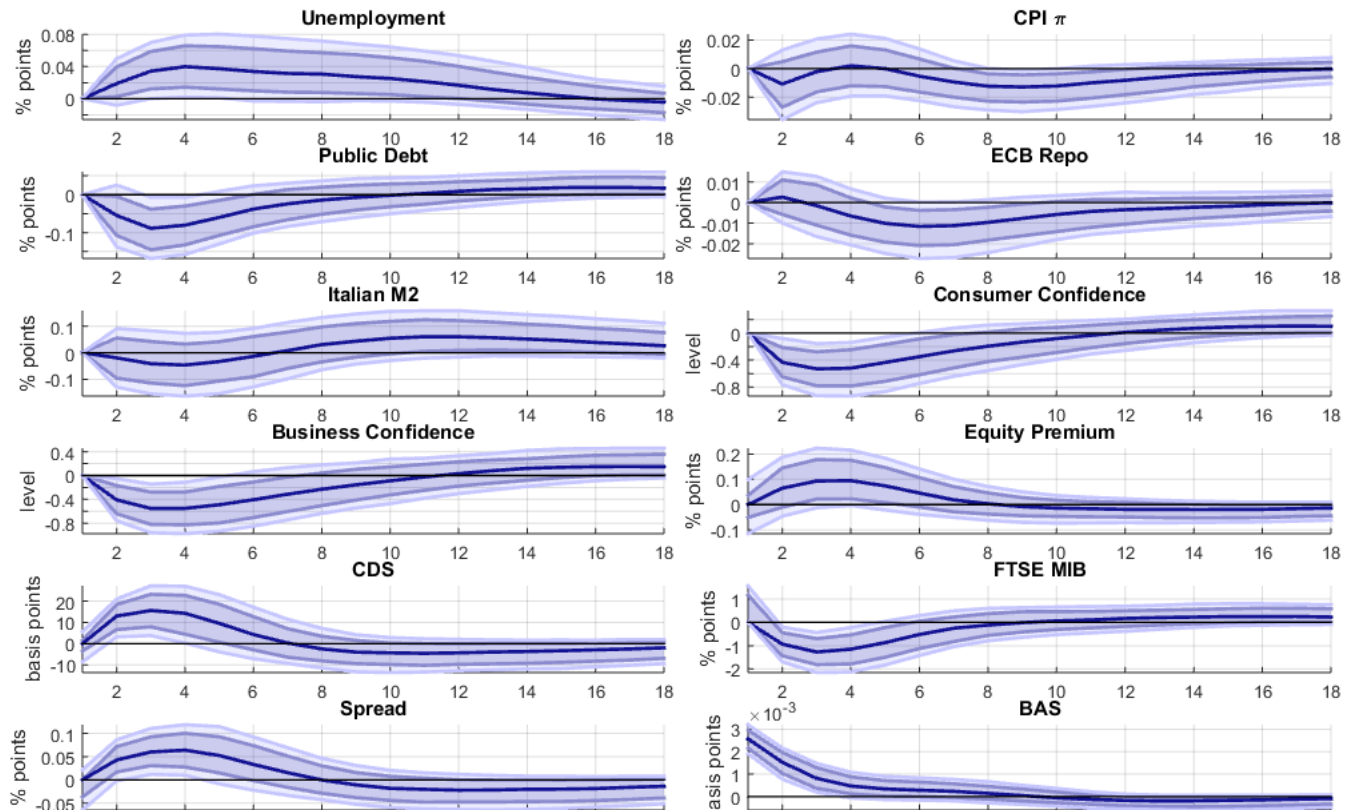 Unemployment
% points
0.08
0.04
0
2 4 6 8 10 12 14 16 18
CPI π
% points
0.02
0
-0.02
2 4 6 8 10 12 14 16 18
Public Debt
% points
0
-0.1
2 4 6 8 10 12 14 16 18
ECB Repo
% points
0.01
0
-0.01
-0.02
2 4 6 8 10 12 14 16 18
Italian M2
% points
0.1
0
-0.1
2 4 6 8 10 12 14 16 18
Consumer Confidence
level
0
-0.4
-0.8
2 4 6 8 10 12 14 16 18
Business Confidence
level
0.4
0
-0.4
-0.8
2 4 6 8 10 12 14 16 18
Equity Premium
% points
0.2
0.1
0
-0.1
2 4 6 8 10 12 14 16 18
CDS
basis points
20
10
0
-10
2 4 6 8 10 12 14 16 18
FTSE MIB
% points
1
0
-1
-2
2 4 6 8 10 12 14 16 18
Spread
% points
0.1
0.05
0
-0.05
BAS
×10⁻³
asis points
3
2
1
0